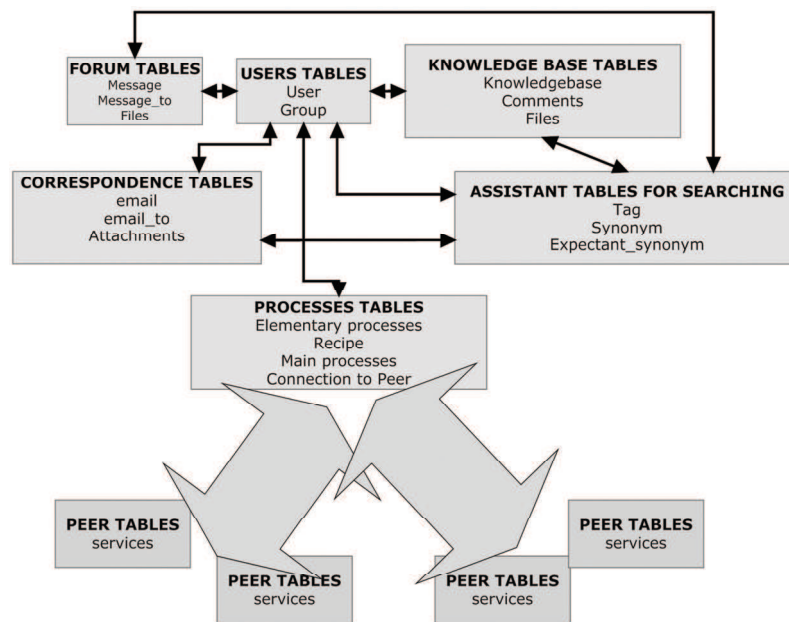 FORUM TABLES
Message
Message_to
Files
USERS TABLES
User
Group
KNOWLEDGE BASE TABLES
Knowledgebase
Comments
Files
CORRESPONDENCE TABLES
email
email_to
Attachments
ASSISTANT TABLES FOR SEARCHING
Tag
Synonym
Expectant_synonym
PROCESSES TABLES
Elementary processes
Recipe
Main processes
Connection to Peer
PEER TABLES
services
PEER TABLES
services
PEER TABLES
services
PEER TABLES
services